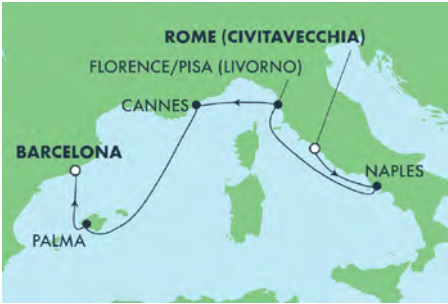 ROME (CIVITAVECCHIA)
FLORENCE/PISA (LIVORNO)
CANNES
BARCELONA
NAPLES
PALMA